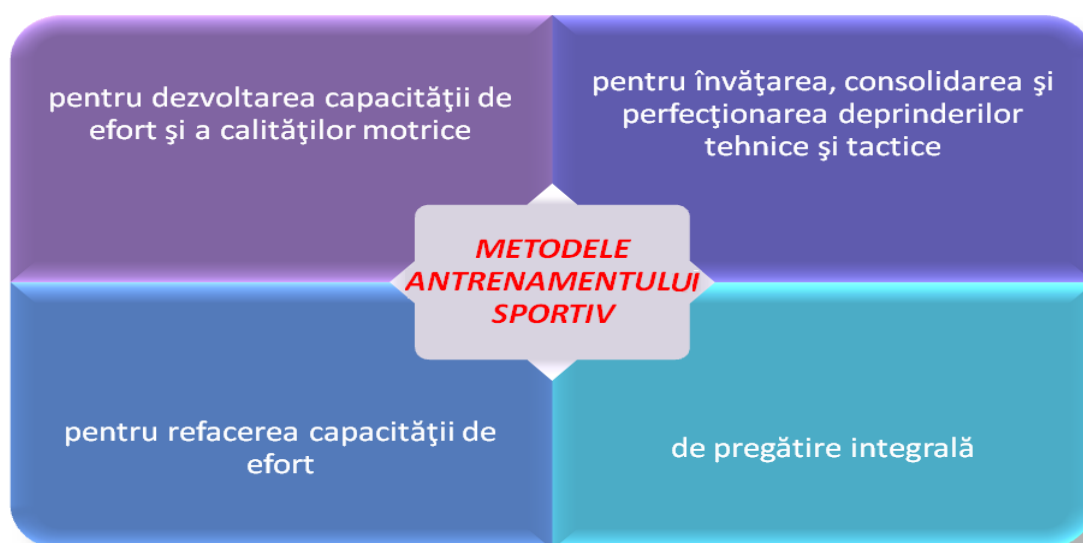 pentru dezvoltarea capacităţii de
efort şi a calităţilor motrice
pentru învăţarea, consolidarea şi
perfecţionarea deprinderilor
tehnice şi tactice
METODELE
ANTRENAMENTULUI
SPORTIV
pentru refacerea capacităţii de
efort
de pregătire integrală